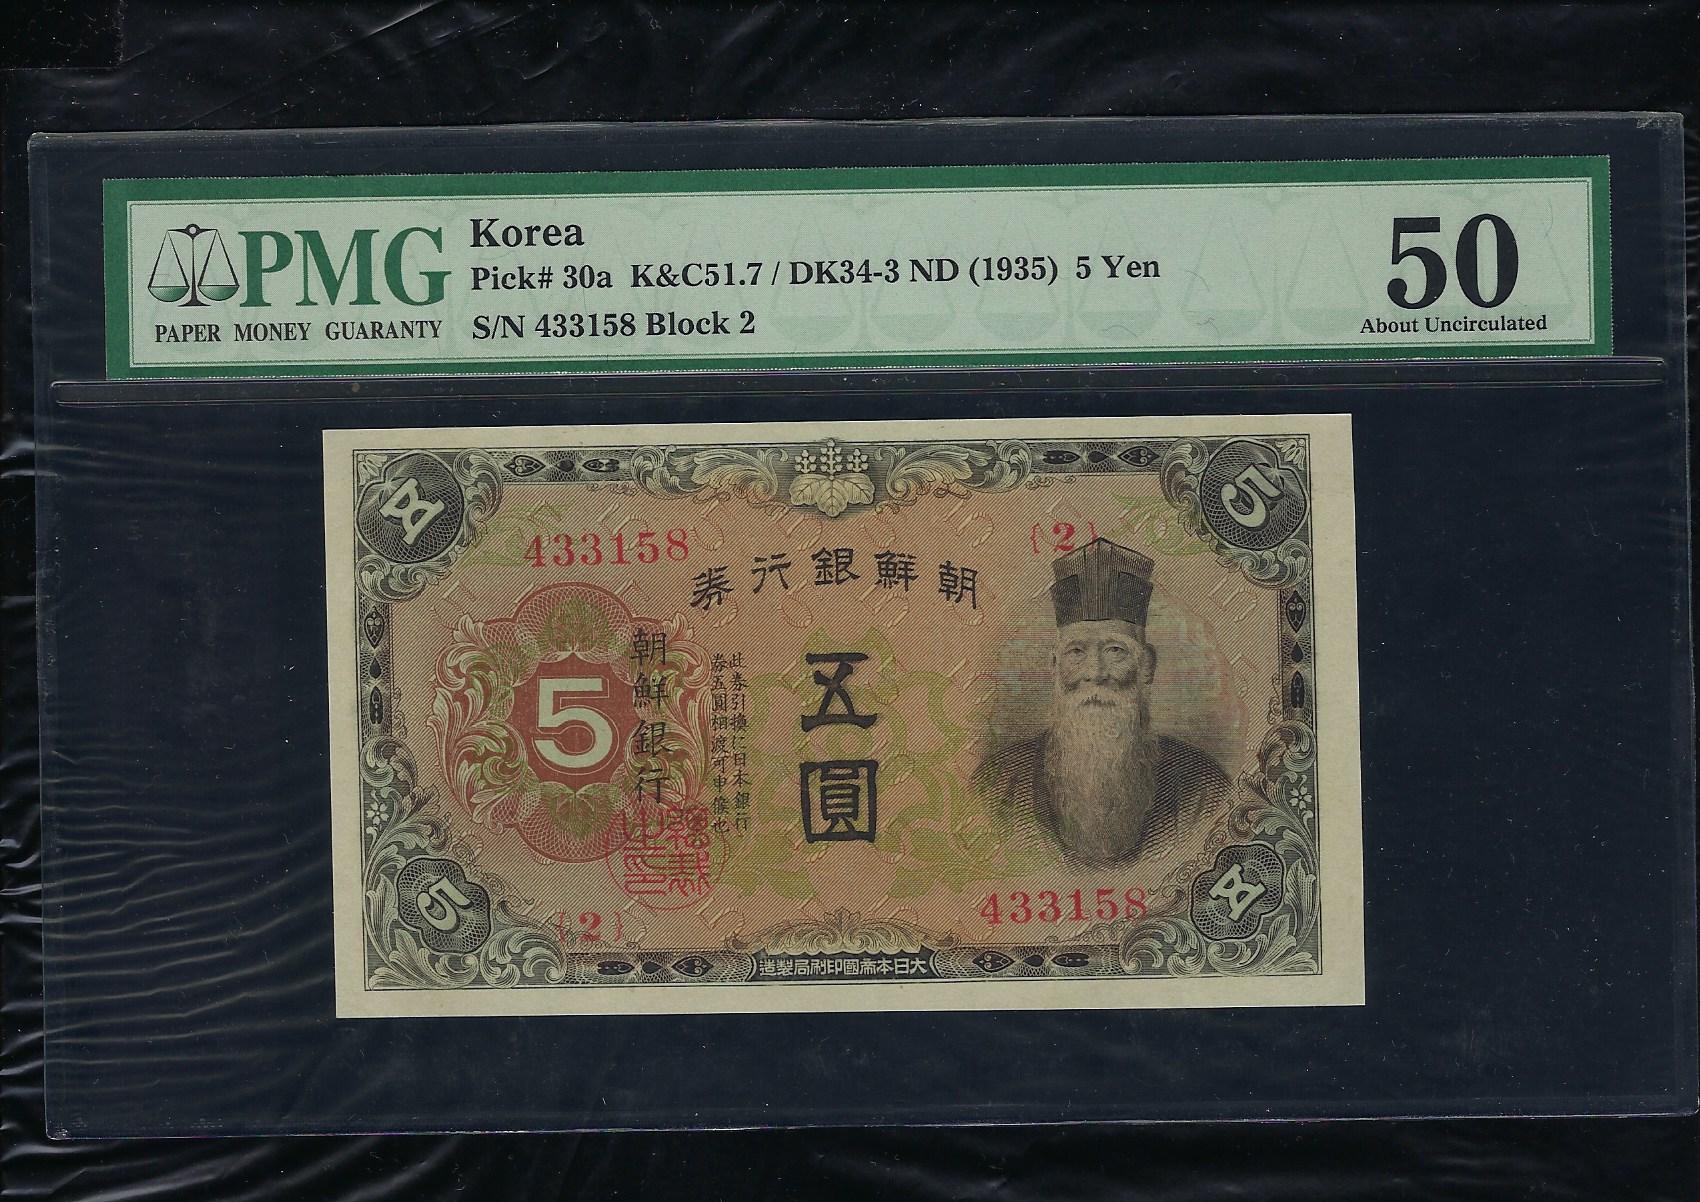 PMG
PAPER MONEY GUARANTY
Korea
Pick# 30a K&C51.7 / DK34-3 ND (1935) 5 Yen
S/N 433158 Block 2
50
About Uncirculated
五
5
433158
{2}
券行銀鮮朝
5
朝鮮銀行
此券引換に日本銀行
券五圓相渡可申候也
五圓
5
五
{2}
433158
造製局刷印國帝本日大